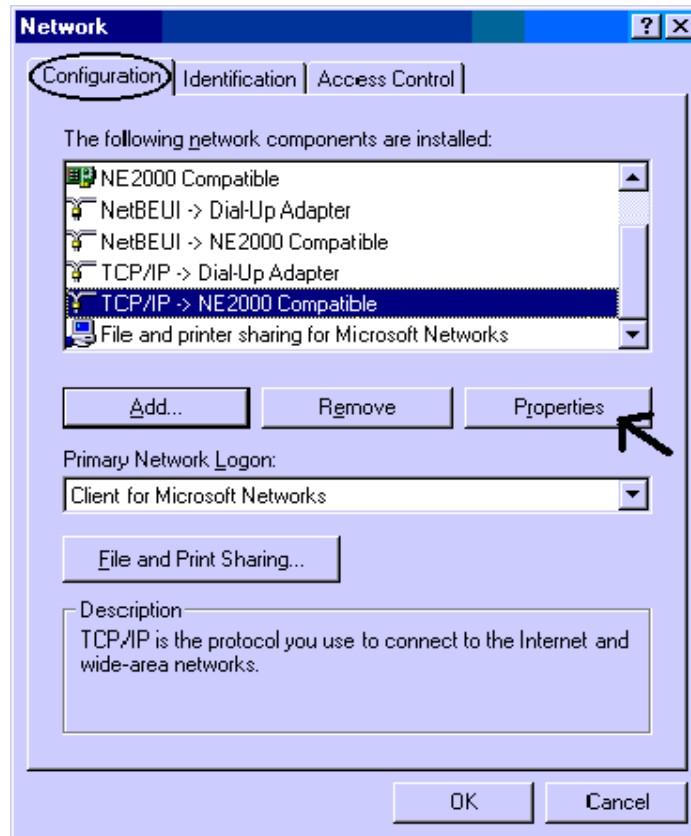 Network
Configuration Identification Access Control
The following network components are installed:
NE2000 Compatible
NetBEUI -> Dial-Up Adapter
NetBEUI -> NE2000 Compatible
TCP/IP -> Dial-Up Adapter
TCP/IP -> NE2000 Compatible
File and printer sharing for Microsoft Networks
Add... Remove Properties
Primary Network Logon:
Client for Microsoft Networks
File and Print Sharing...
Description
TCP/IP is the protocol you use to connect to the Internet and
wide-area networks.
OK Cancel